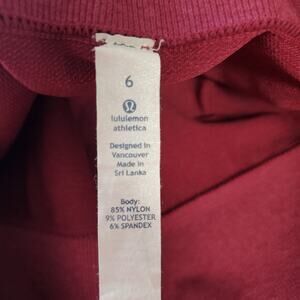 6
lululemon
athletica
Designed in
Vancouver
Made in
Sri Lanka
Body:
85% NYLON
9% POLYESTER
6% SPANDEX